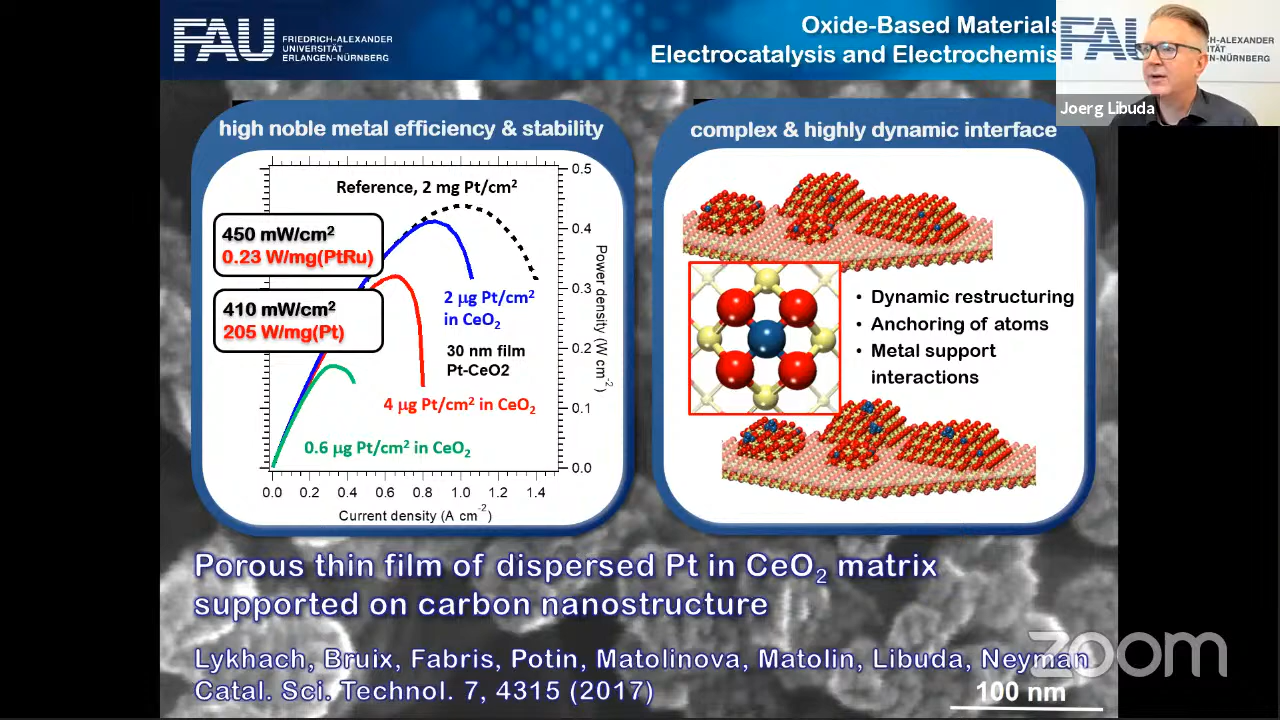 FAU
FRIEDRICH-ALEXANDER
UNIVERSITÄT
ERLANGEN-NÜRNBERG
Oxide-Based Materials
Electrocatalysis and Electrochemis
FAU
CH-ALEXANDER
ITÄT
EN-NÜRNBERG
Joerg Libuda
high noble metal efficiency & stability
Reference, 2 mg Pt/cm2
450 mW/cm2
0.23 W/mg(PtRu)
410 mW/cm2
205 W/mg(Pt)
2 µg Pt/cm2
in CeO2
30 nm film
Pt-CeO2
4 µg Pt/cm2 in CeO2
0.6 µg Pt/cm2 in CeO2
0.5
0.4
0.3
0.2
0.1
0.0
Power density (W cm-2)
0.0 0.2 0.4 0.6 0.8 1.0 1.2 1.4
Current density (A cm-2)
complex & highly dynamic interface
• Dynamic restructuring
• Anchoring of atoms
• Metal support
interactions
Porous thin film of dispersed Pt in CeO2 matrix
supported on carbon nanostructure
Lykhach, Bruix, Fabris, Potin, Matolinova, Matolin, Libuda, Neyman
Catal. Sci. Technol. 7, 4315 (2017)
zoom
100 nm